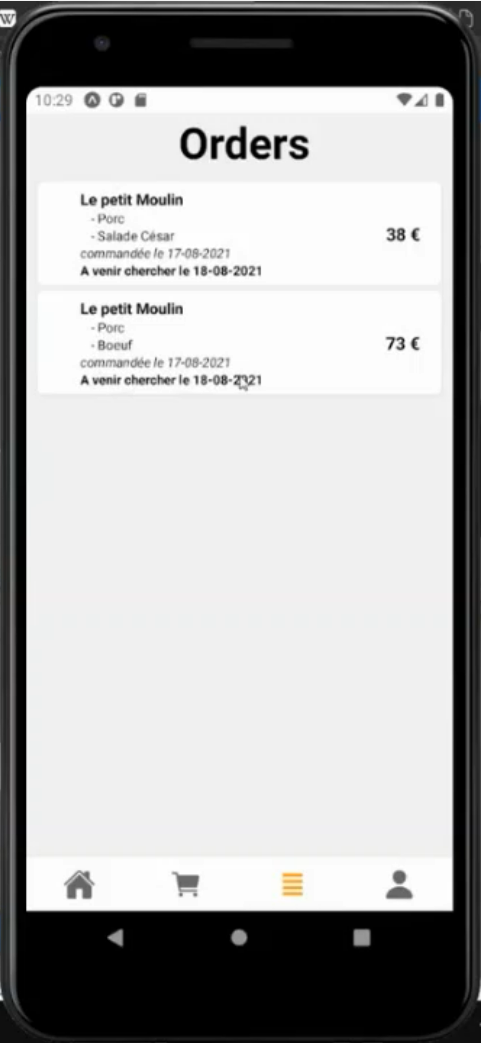 W
10:29
Orders
Le petit Moulin
- Porc
- Salade César
38 €
commandée le 17-08-2021
A venir chercher le 18-08-2021
Le petit Moulin
- Porc
- Boeuf
73 €
commandée le 17-08-2021
A venir chercher le 18-08-2021